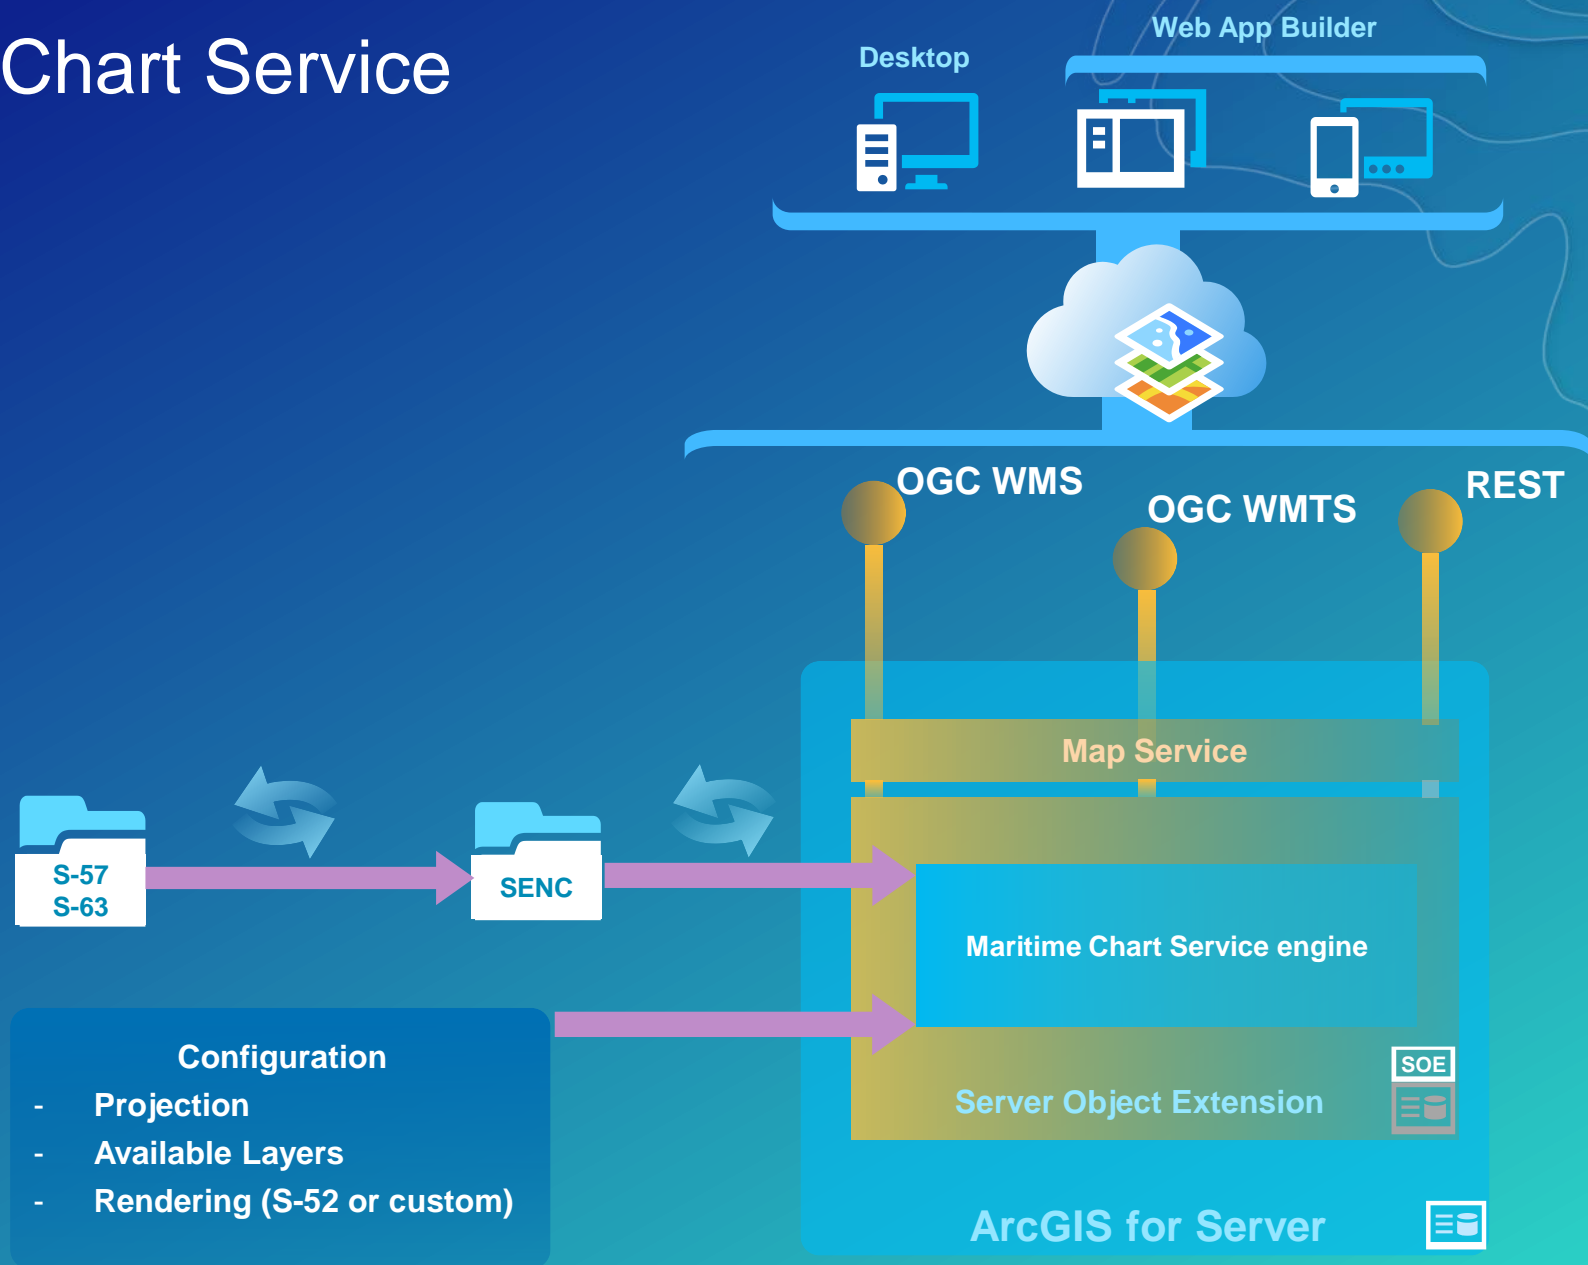 Chart Service
Desktop
Web App Builder
OGC WMS
OGC WMTS
REST
Map Service
S-57
S-63
SENC
Maritime Chart Service engine
Configuration
- Projection
- Available Layers
- Rendering (S-52 or custom)
SOE
Server Object Extension
ArcGIS for Server